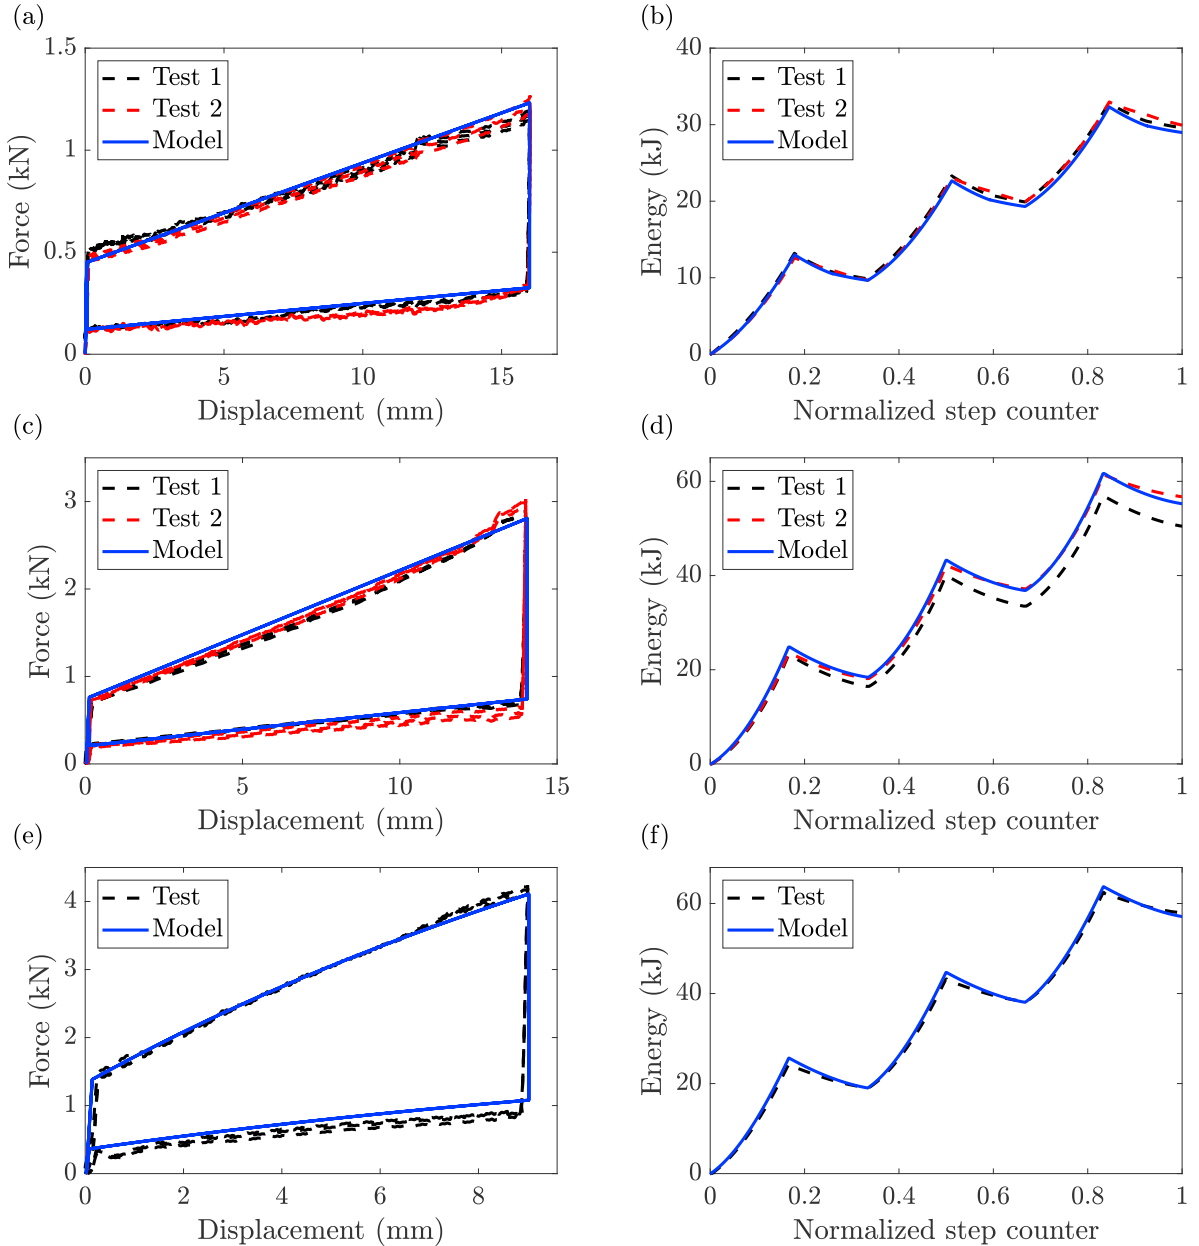 (a)
1.5
1
0.5
0
Force (kN)
Test 1
Test 2
Model
0 5 10 15
Displacement (mm)
(b)
40
30
20
10
0
Energy (kJ)
Test 1
Test 2
Model
0 0.2 0.4 0.6 0.8 1
Normalized step counter
(c)
3
2
1
0
Force (kN)
Test 1
Test 2
Model
0 5 10 15
Displacement (mm)
(d)
60
40
20
0
Energy (kJ)
Test 1
Test 2
Model
0 0.2 0.4 0.6 0.8 1
Normalized step counter
(e)
4
3
2
1
0
Force (kN)
Test
Model
0 2 4 6 8
Displacement (mm)
(f)
60
40
20
0
Energy (kJ)
Test
Model
0 0.2 0.4 0.6 0.8 1
Normalized step counter